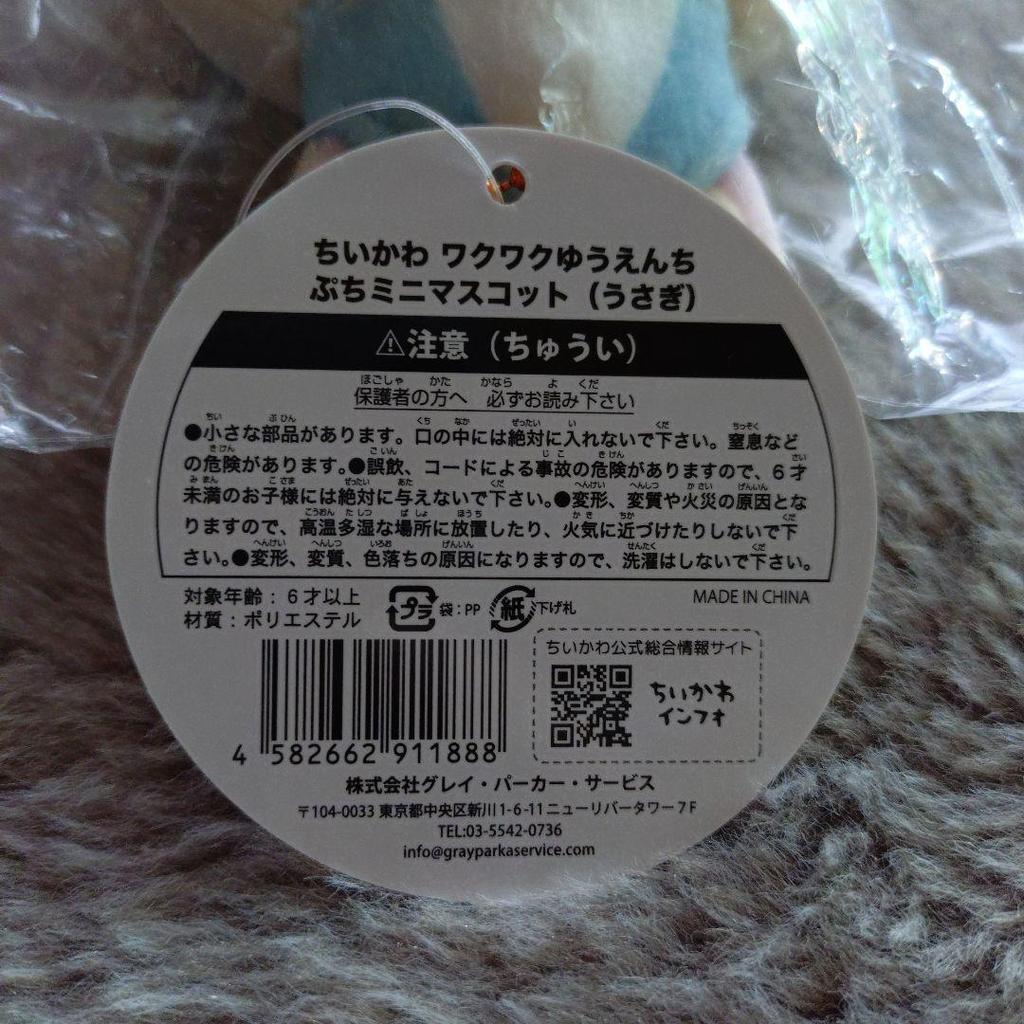 ちいかわ ワクワクゆうえんち
ぷちミニマスコット（うさぎ）
⚠注意（ちゅうい）
保護者の方へ 必ずお読み下さい
●小さな部品があります。口の中には絶対に入れないで下さい。窒息など
の危険があります。●誤飲、コードによる事故の危険がありますので、6才
未満のお子様には絶対に与えないで下さい。●変形、変質や火災の原因とな
りますので、高温多湿な場所に放置したり、火気に近づけたりしないで下
さい。●変形、変質、色落ちの原因になりますので、洗濯はしないで下さい。
対象年齢：6才以上
材質：ポリエステル
プラ 袋：PP 紙 下げ札
MADE IN CHINA
ちいかわ公式総合情報サイト
ちいかわ
インフォ
4 582662 911888
株式会社グレイ・パーカー・サービス
〒104-0033 東京都中央区新川1-6-11ニューリバータワー7F
TEL:03-5542-0736
info@grayparkaservice.com